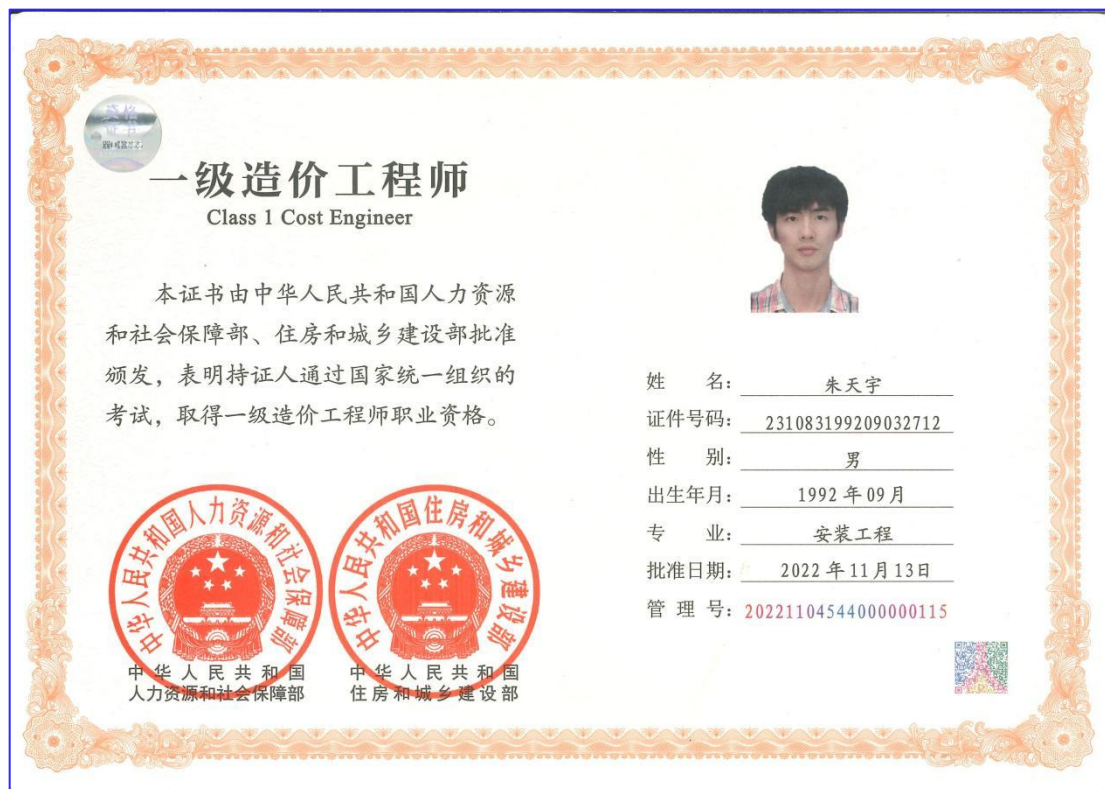 资格
证书
一级造价工程师
Class 1 Cost Engineer
本证书由中华人民共和国人力资源
和社会保障部、住房和城乡建设部批准
颁发，表明持证人通过国家统一组织的
考试，取得一级造价工程师职业资格。
中华人民共和国人力资源和社会保障部
中华人民共和国
人力资源和社会保障部
中华人民共和国住房和城乡建设部
中华人民共和国
住房和城乡建设部
姓 名：朱天宇
证件号码：231083199209032712
性 别：男
出生年月：1992年09月
专 业：安装工程
批准日期：2022年11月13日
管 理 号：20221104544000000115